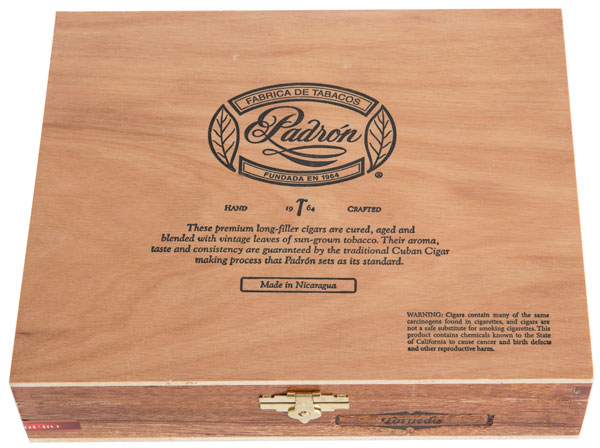 FABRICA DE TABACOS
Padrón
FUNDADA EN 1964
®
HAND 19 64 CRAFTED
These premium long-filler cigars are cured, aged and
blended with vintage leaves of sun-grown tobacco. Their aroma,
taste and consistency are guaranteed by the traditional Cuban Cigar
making process that Padrón sets as its standard.
Made in Nicaragua
WARNING: Cigars contain many of the same
carcinogens found in cigarettes, and cigars are
not a safe substitute for smoking cigarettes. This
product contains chemicals known to the State
of California to cause cancer and birth defects
and other reproductive harm.
Torpedo